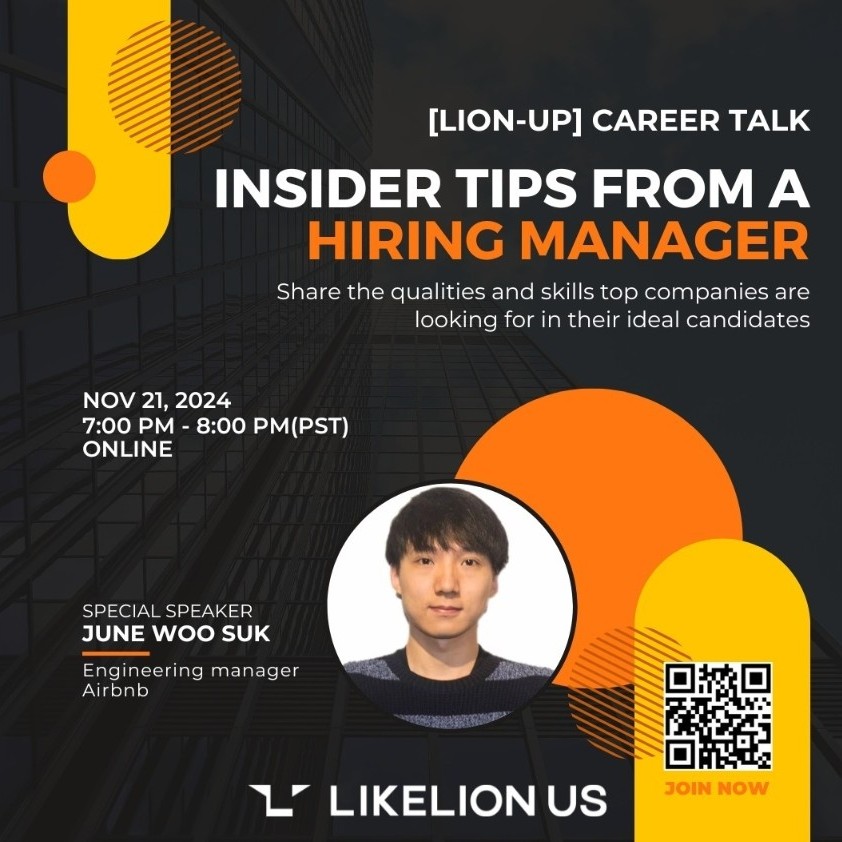 [LION-UP] CAREER TALK
INSIDER TIPS FROM A
HIRING MANAGER
Share the qualities and skills top companies are
looking for in their ideal candidates
NOV 21, 2024
7:00 PM - 8:00 PM(PST)
ONLINE
SPECIAL SPEAKER
JUNE WOO SUK
Engineering manager
Airbnb
JOIN NOW
LIKELION US